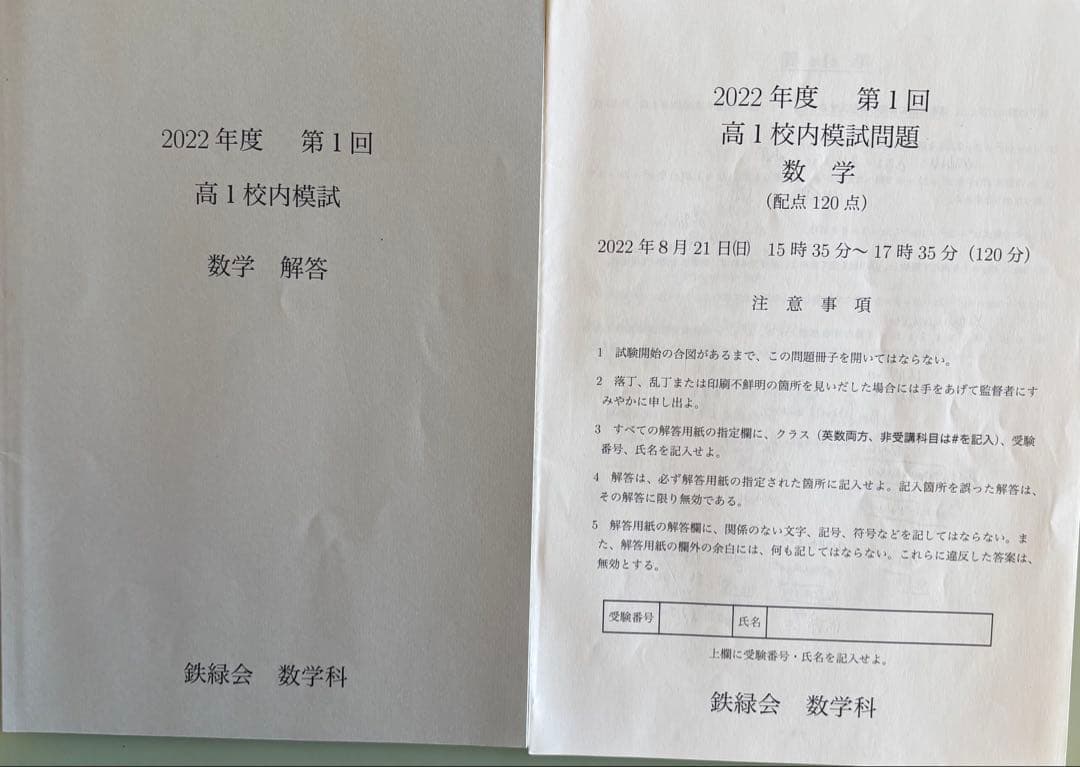 2022年度 第1回
高1校内模試
数学 解答
鉄緑会 数学科
2022年度 第1回
高1校内模試問題
数 学
(配点120点)
2022年8月21日(日) 15時35分〜17時35分(120分)
注 意 事 項
1 試験開始の合図があるまで、この問題冊子を開いてはならない。
2 落丁、乱丁または印刷不鮮明の箇所を見いだした場合には手をあげて監督者にす
みやかに申し出よ。
3 すべての解答用紙の指定欄に、クラス(英数両方、非受講科目は#を記入)、受験
番号、氏名を記入せよ。
4 解答は、必ず解答用紙の指定された箇所に記入せよ。記入箇所を誤った解答は、
その解答に限り無効である。
5 解答用紙の解答欄に、関係のない文字、記号、符号などを記してはならない。ま
た、解答用紙の欄外の余白には、何も記してはならない。これらに違反した答案は、
無効とする。
受験番号 氏名
上欄に受験番号・氏名を記入せよ。
鉄緑会 数学科